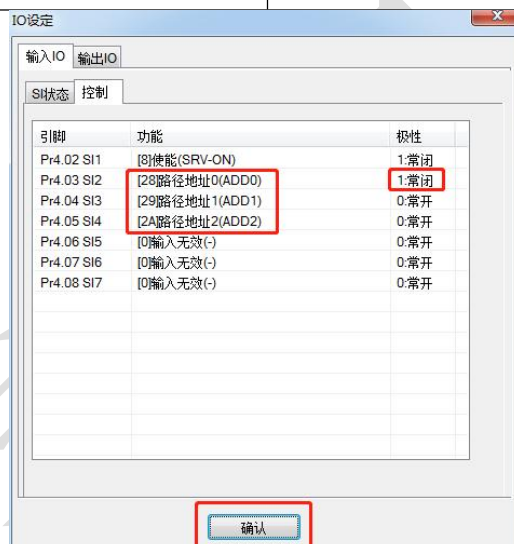 IO设定
输入IO 输出IO
SI状态 控制
引脚 功能 极性
Pr4.02 SI1 [8]使能(SRV-ON) 1:常闭
Pr4.03 SI2 [28]路径地址0(ADD0) 1:常闭
Pr4.04 SI3 [29]路径地址1(ADD1) 0:常开
Pr4.05 SI4 [2A]路径地址2(ADD2) 0:常开
Pr4.06 SI5 [0]输入无效(-) 0:常开
Pr4.07 SI6 [0]输入无效(-) 0:常开
Pr4.08 SI7 [0]输入无效(-) 0:常开
确认